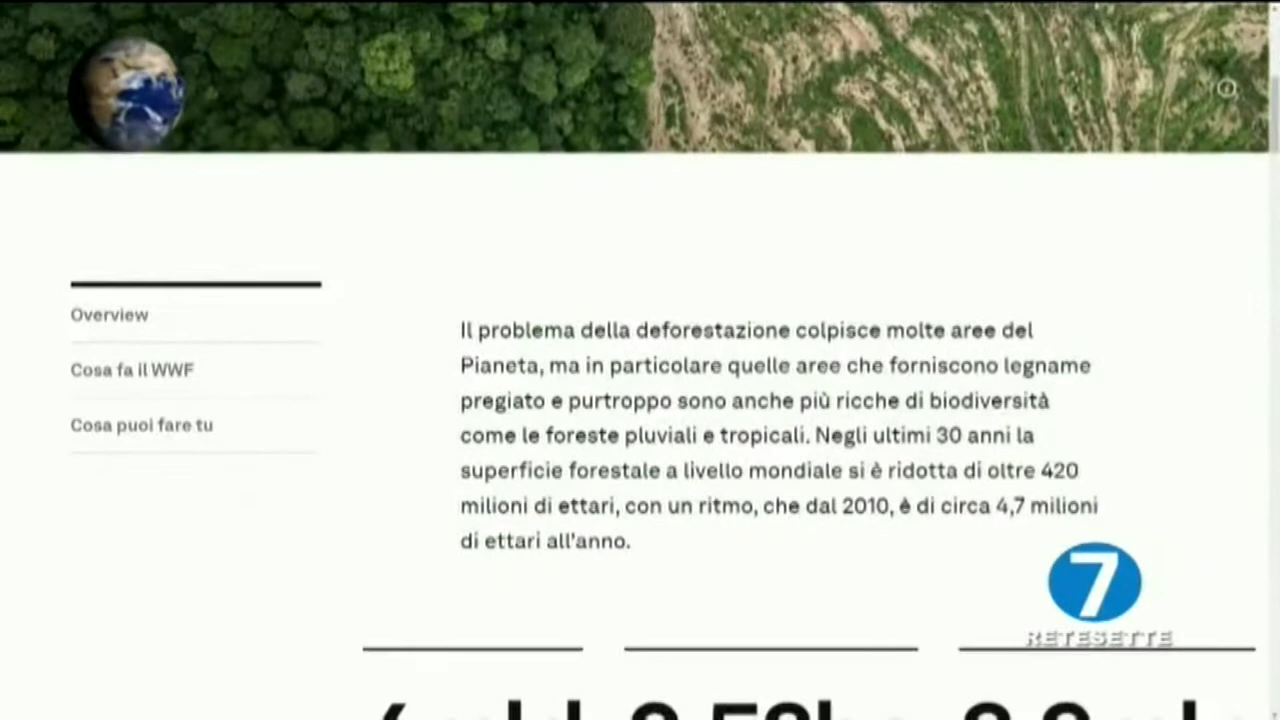 Overview
Cosa fa il WWF
Cosa puoi fare tu
Il problema della deforestazione colpisce molte aree del
Pianeta, ma in particolare quelle aree che forniscono legname
pregiato e purtroppo sono anche più ricche di biodiversità
come le foreste pluviali e tropicali. Negli ultimi 30 anni la
superficie forestale a livello mondiale si è ridotta di oltre 420
milioni di ettari, con un ritmo, che dal 2010, è di circa 4,7 milioni
di ettari all'anno.
7
RETESETTE